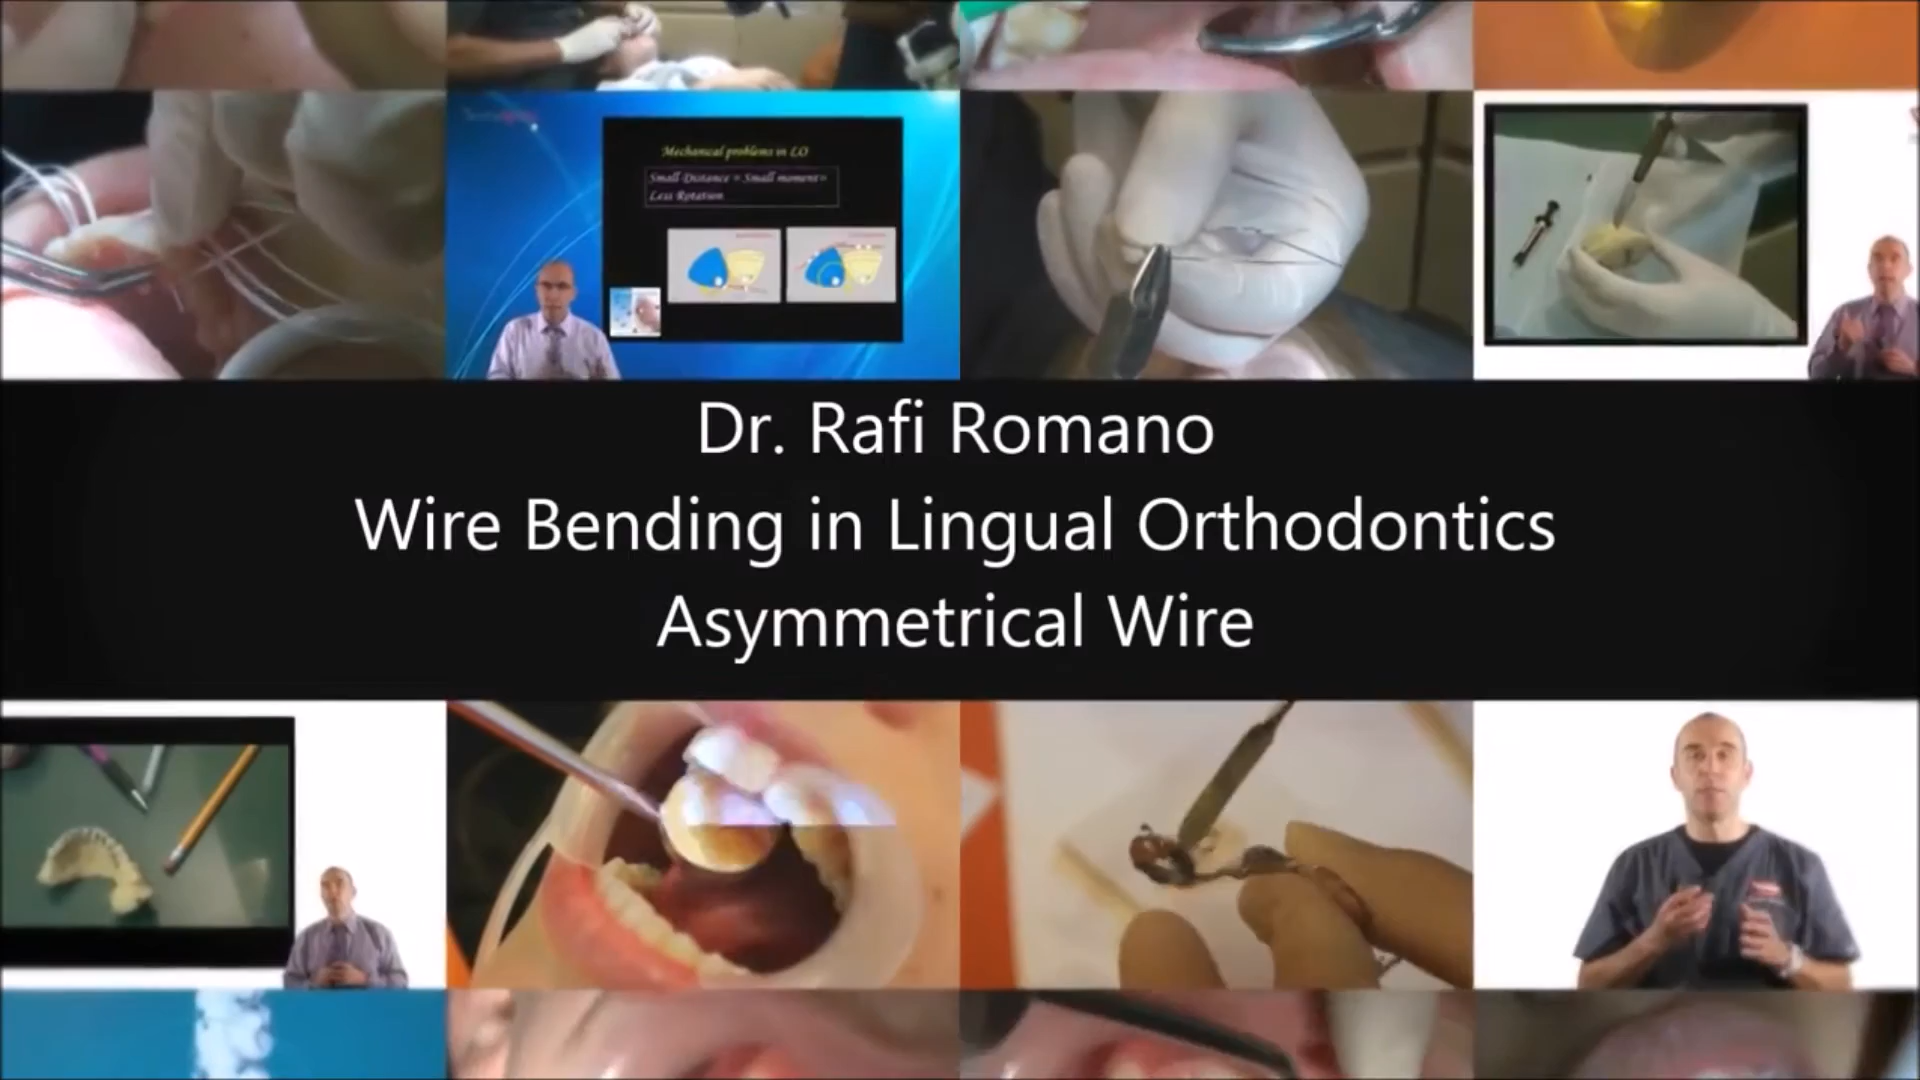 Mechanical problems in LO
Small Distance = Small moment=
Less Rotation
Dr. Rafi Romano
Wire Bending in Lingual Orthodontics
Asymmetrical Wire